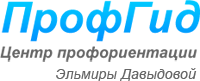 ПрофГид
Центр профориентации
Эльмиры Давыдовой